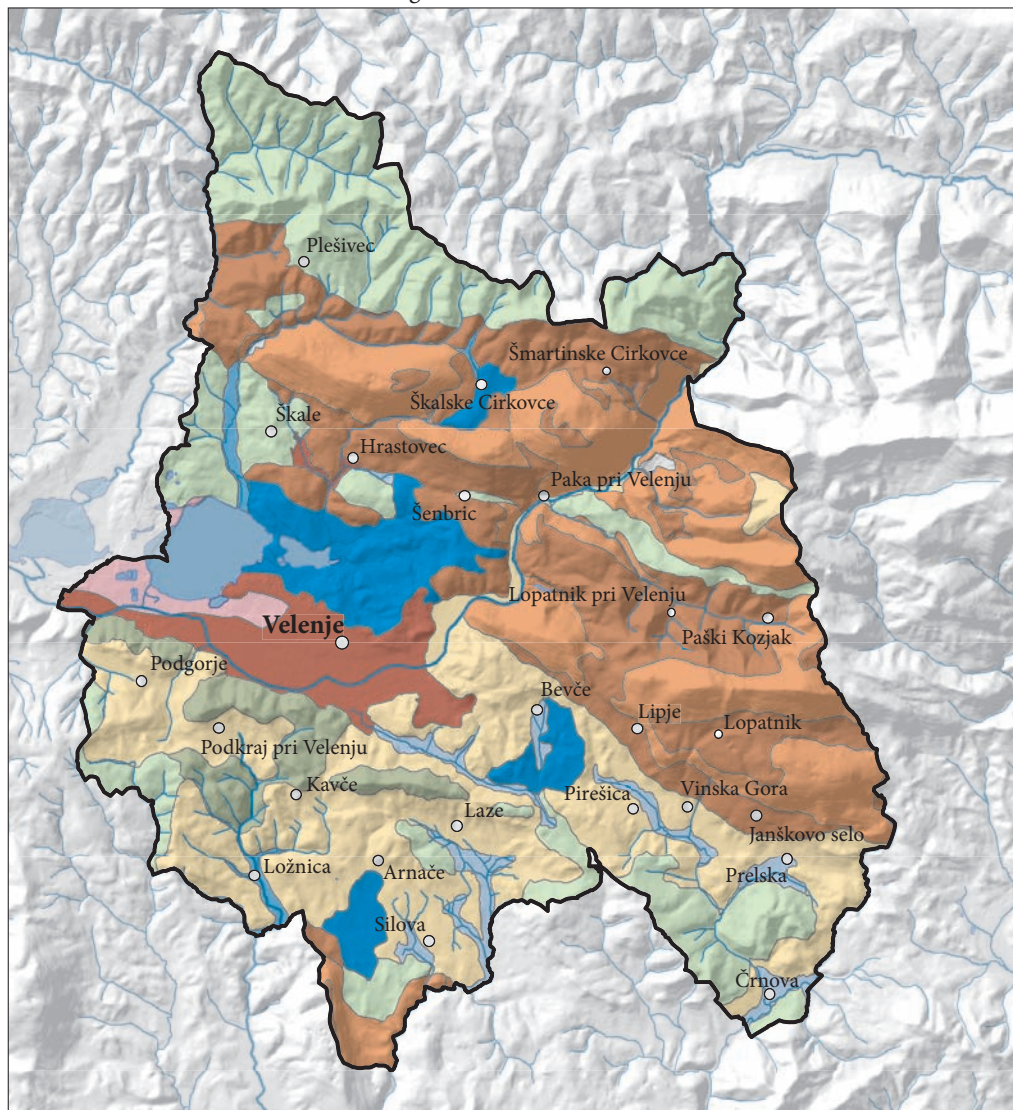 Plešivec
Šmartinske Cirkovce
Škalske Cirkovce
Škale
Hrastovec
Paka pri Velenju
Šenbric
Lopatnik pri Velenju
Velenje
Paški Kozjak
Podgorje
Bevče
Lipje
Lopatnik
Podkraj pri Velenju
Kavče
Pirešica
Vinska Gora
Laze
Janškovo selo
Ložnica
Arnače
Prelska
Silova
Črnova